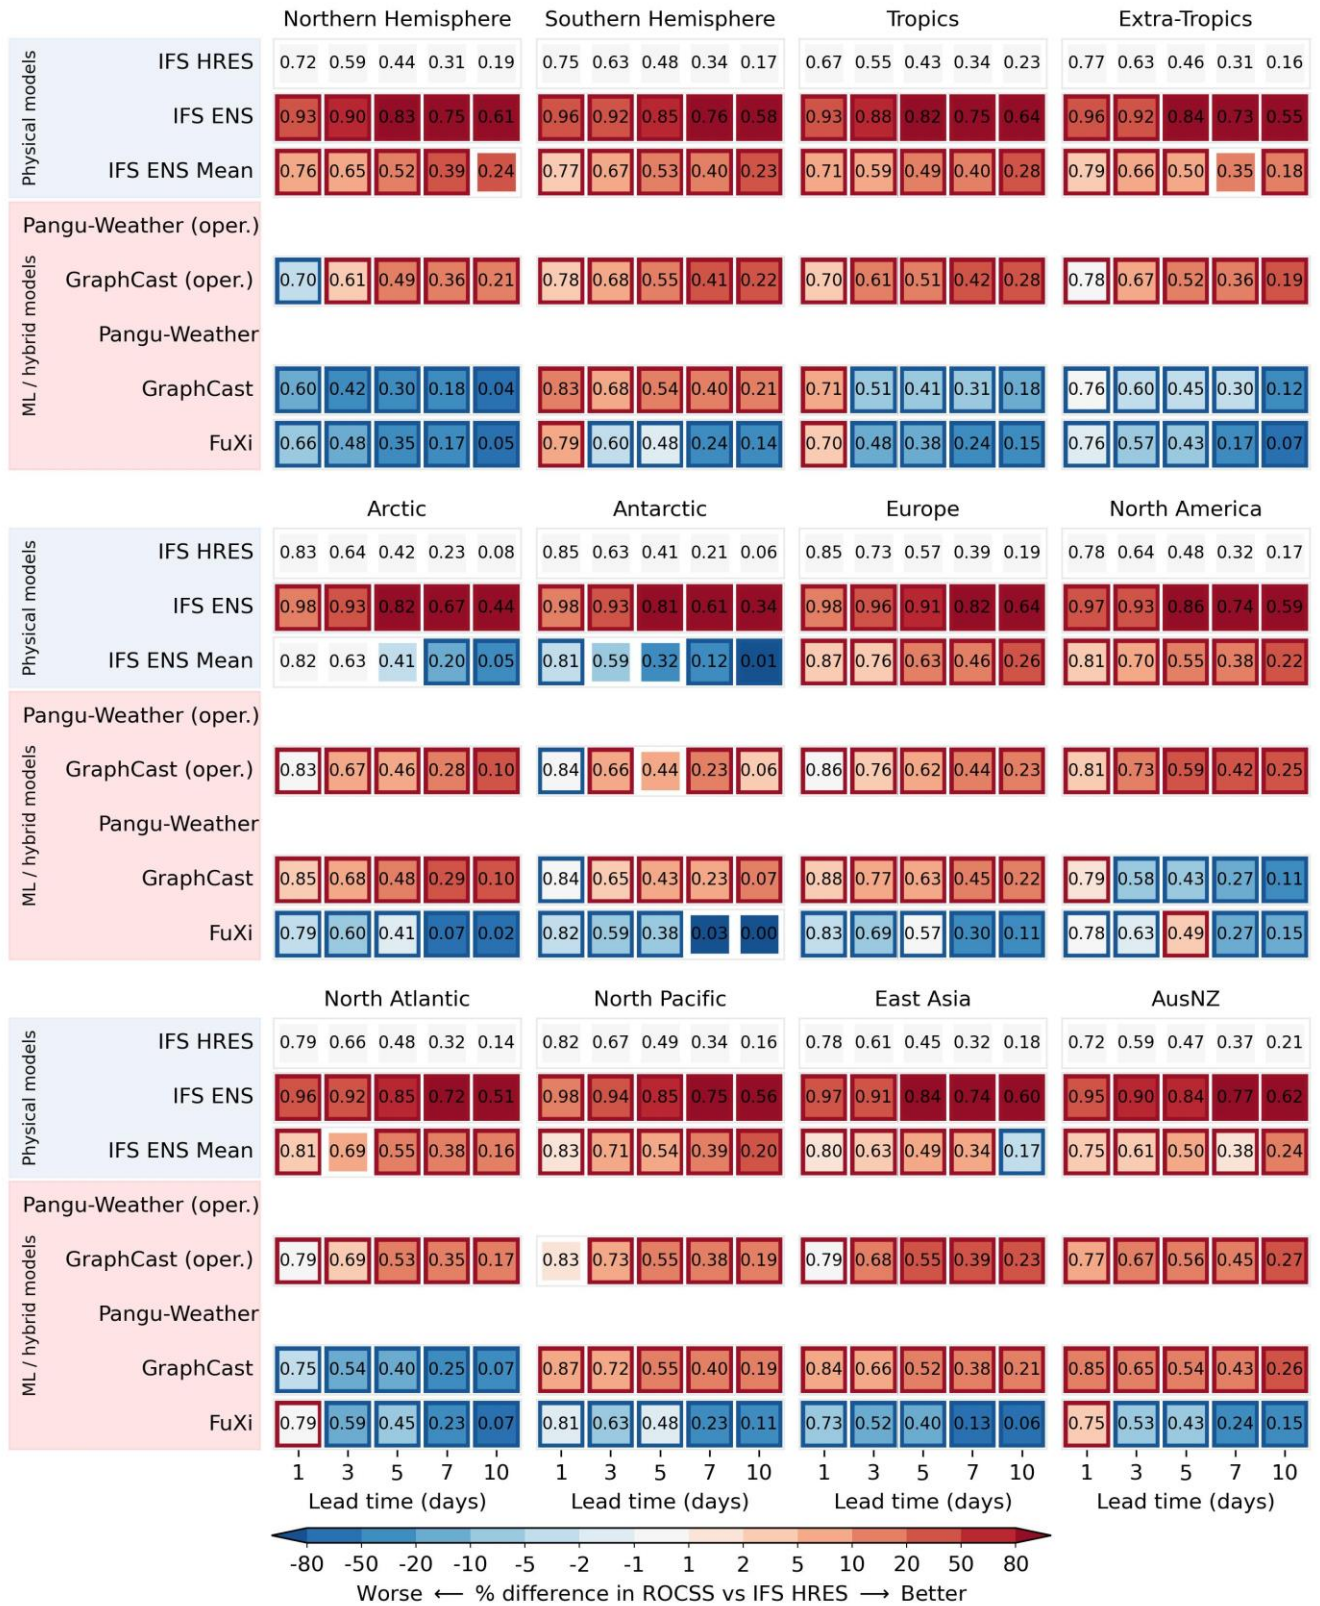 Northern Hemisphere Southern Hemisphere Tropics Extra-Tropics
Physical models
IFS HRES 0.72 0.59 0.44 0.31 0.19 0.75 0.63 0.48 0.34 0.17 0.67 0.55 0.43 0.34 0.23 0.77 0.63 0.46 0.31 0.16
IFS ENS 0.93 0.90 0.83 0.75 0.61 0.96 0.92 0.85 0.76 0.58 0.93 0.88 0.82 0.75 0.64 0.96 0.92 0.84 0.73 0.55
IFS ENS Mean 0.76 0.65 0.52 0.39 0.24 0.77 0.67 0.53 0.40 0.23 0.71 0.59 0.49 0.40 0.28 0.79 0.66 0.50 0.35 0.18
ML / hybrid models
Pangu-Weather (oper.)
GraphCast (oper.) 0.70 0.61 0.49 0.36 0.21 0.78 0.68 0.55 0.41 0.22 0.70 0.61 0.51 0.42 0.28 0.78 0.67 0.52 0.36 0.19
Pangu-Weather
GraphCast 0.60 0.42 0.30 0.18 0.04 0.83 0.68 0.54 0.40 0.21 0.71 0.51 0.41 0.31 0.18 0.76 0.60 0.45 0.30 0.12
FuXi 0.66 0.48 0.35 0.17 0.05 0.79 0.60 0.48 0.24 0.14 0.70 0.48 0.38 0.24 0.15 0.76 0.57 0.43 0.17 0.07
Arctic Antarctic Europe North America
Physical models
IFS HRES 0.83 0.64 0.42 0.23 0.08 0.85 0.63 0.41 0.21 0.06 0.85 0.73 0.57 0.39 0.19 0.78 0.64 0.48 0.32 0.17
IFS ENS 0.98 0.93 0.82 0.67 0.44 0.98 0.93 0.81 0.61 0.34 0.98 0.96 0.91 0.82 0.64 0.97 0.93 0.86 0.74 0.59
IFS ENS Mean 0.82 0.63 0.41 0.20 0.05 0.81 0.59 0.32 0.12 0.01 0.87 0.76 0.63 0.46 0.26 0.81 0.70 0.55 0.38 0.22
ML / hybrid models
Pangu-Weather (oper.)
GraphCast (oper.) 0.83 0.67 0.46 0.28 0.10 0.84 0.66 0.44 0.23 0.06 0.86 0.76 0.62 0.44 0.23 0.81 0.73 0.59 0.42 0.25
Pangu-Weather
GraphCast 0.85 0.68 0.48 0.29 0.10 0.84 0.65 0.43 0.23 0.07 0.88 0.77 0.63 0.45 0.22 0.79 0.58 0.43 0.27 0.11
FuXi 0.79 0.60 0.41 0.07 0.02 0.82 0.59 0.38 0.03 0.00 0.83 0.69 0.57 0.30 0.11 0.78 0.63 0.49 0.27 0.15
North Atlantic North Pacific East Asia AusNZ
Physical models
IFS HRES 0.79 0.66 0.48 0.32 0.14 0.82 0.67 0.49 0.34 0.16 0.78 0.61 0.45 0.32 0.18 0.72 0.59 0.47 0.37 0.21
IFS ENS 0.96 0.92 0.85 0.72 0.51 0.98 0.94 0.85 0.75 0.56 0.97 0.91 0.84 0.74 0.60 0.95 0.90 0.84 0.77 0.62
IFS ENS Mean 0.81 0.69 0.55 0.38 0.16 0.83 0.71 0.54 0.39 0.20 0.80 0.63 0.49 0.34 0.17 0.75 0.61 0.50 0.38 0.24
ML / hybrid models
Pangu-Weather (oper.)
GraphCast (oper.) 0.79 0.69 0.53 0.35 0.17 0.83 0.73 0.55 0.38 0.19 0.79 0.68 0.55 0.39 0.23 0.77 0.67 0.56 0.45 0.27
Pangu-Weather
GraphCast 0.75 0.54 0.40 0.25 0.07 0.87 0.72 0.55 0.40 0.19 0.84 0.66 0.52 0.38 0.21 0.85 0.65 0.54 0.43 0.26
FuXi 0.79 0.59 0.45 0.23 0.07 0.81 0.63 0.48 0.23 0.11 0.73 0.52 0.40 0.13 0.06 0.75 0.53 0.43 0.24 0.15
1 3 5 7 10 1 3 5 7 10 1 3 5 7 10 1 3 5 7 10
Lead time (days) Lead time (days) Lead time (days) Lead time (days)
-80 -50 -20 -10 -5 -2 -1 1 2 5 10 20 50 80
Worse ← % difference in ROCSS vs IFS HRES → Better